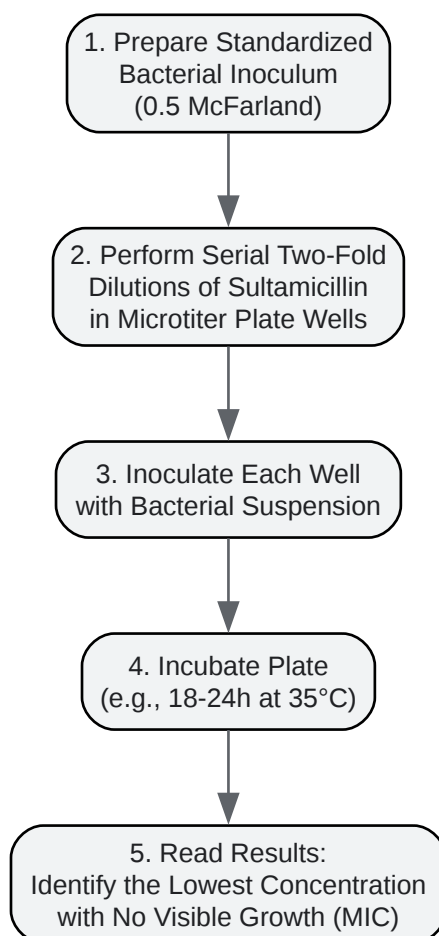 1. Prepare Standardized
Bacterial Inoculum
(0.5 McFarland)
2. Perform Serial Two-Fold
Dilutions of Sultamicillin
in Microtiter Plate Wells
3. Inoculate Each Well
with Bacterial Suspension
4. Incubate Plate
(e.g., 18-24h at 35°C)
5. Read Results:
Identify the Lowest Concentration
with No Visible Growth (MIC)